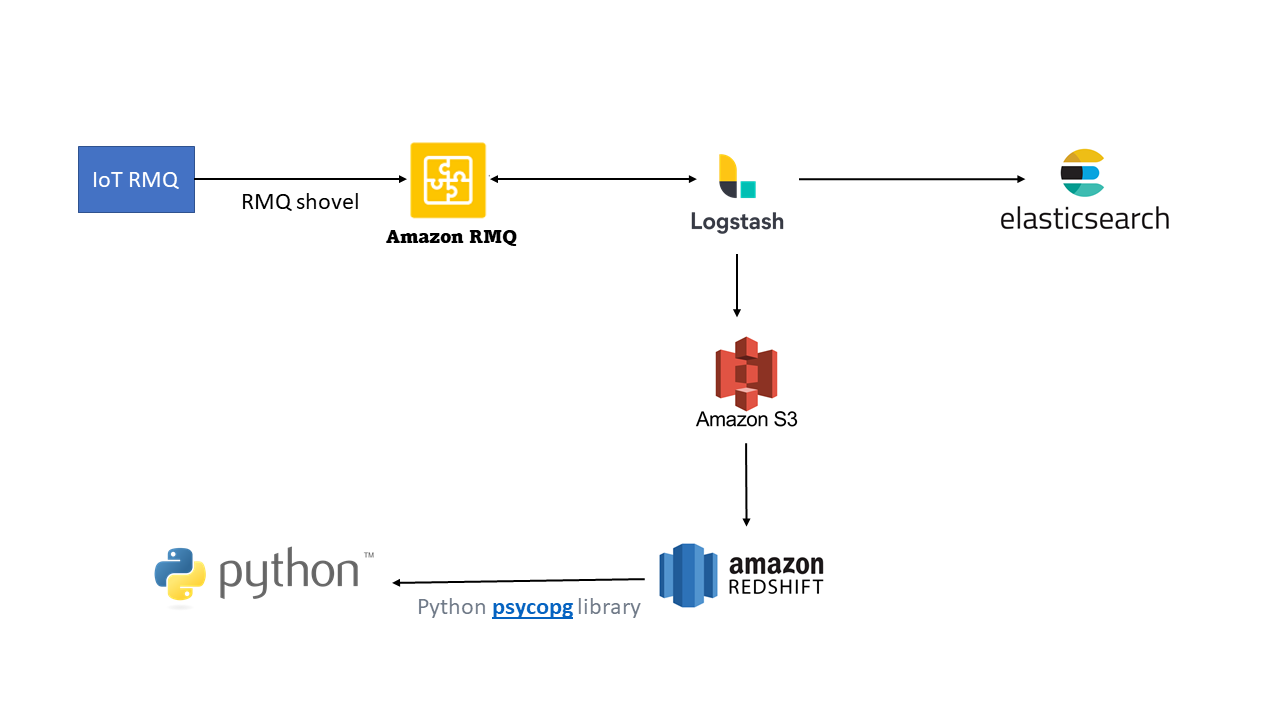 IoT RMQ
RMQ shovel
Amazon RMQ
Logstash
elasticsearch
Amazon S3
python™
amazon
REDSHIFT
Python psycopg library